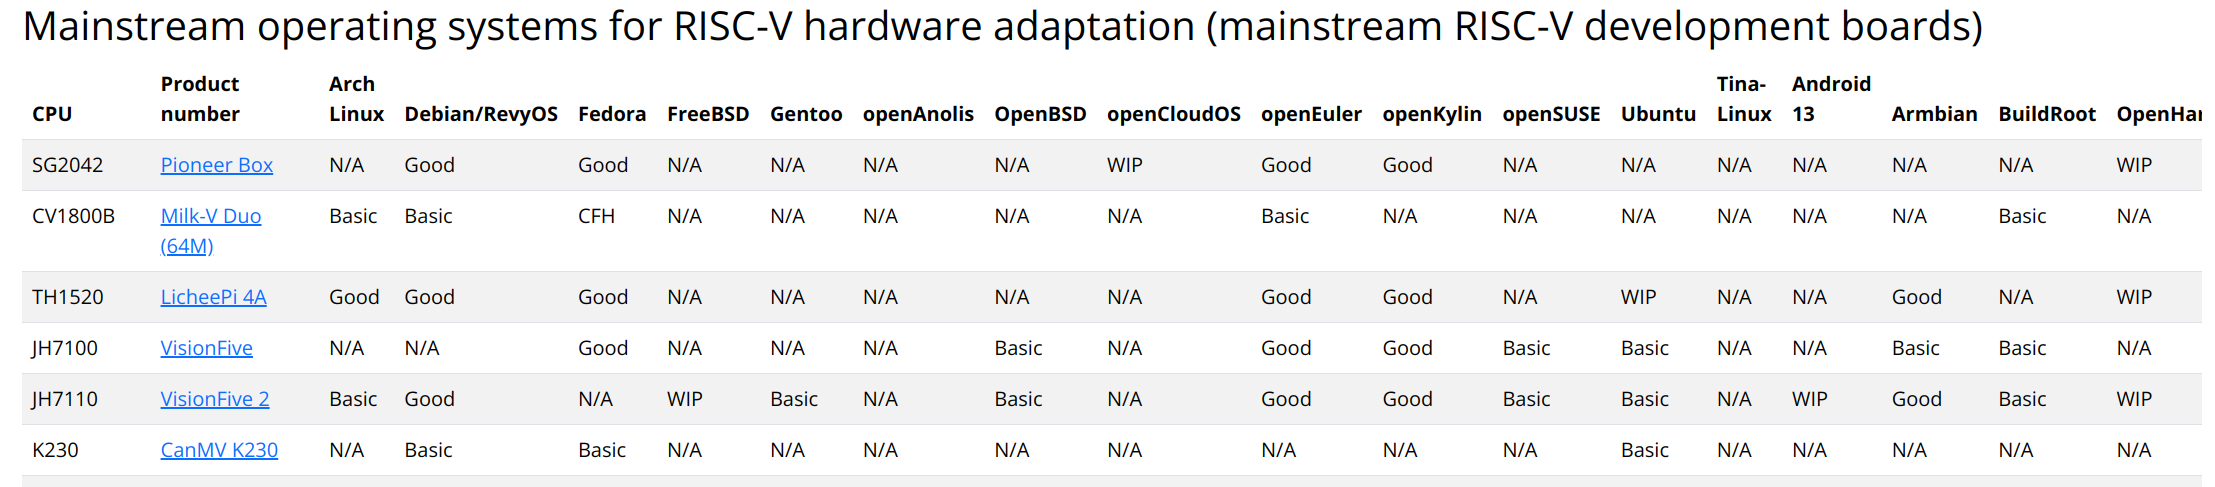 Mainstream operating systems for RISC-V hardware adaptation (mainstream RISC-V development boards)
CPU Product number Arch Linux Debian/RevyOS Fedora FreeBSD Gentoo openAnolis OpenBSD openCloudOS openEuler openKylin openSUSE Ubuntu Tina-Linux Android 13 Armbian BuildRoot OpenHar
SG2042 Pioneer Box N/A Good Good N/A N/A N/A N/A WIP Good Good N/A N/A N/A N/A N/A N/A WIP
CV1800B Milk-V Duo (64M) Basic Basic CFH N/A N/A N/A N/A N/A Basic N/A N/A N/A N/A N/A N/A Basic N/A
TH1520 LicheePi 4A Good Good Good N/A N/A N/A N/A N/A Good Good N/A WIP N/A N/A Good N/A WIP
JH7100 VisionFive N/A N/A Good N/A N/A N/A Basic N/A Good Good Basic Basic N/A N/A Basic Basic N/A
JH7110 VisionFive 2 Basic Good N/A WIP Basic N/A Basic N/A Good Good Basic Basic N/A WIP Good Basic WIP
K230 CanMV K230 N/A Basic Basic N/A N/A N/A N/A N/A N/A N/A N/A Basic N/A N/A N/A N/A N/A